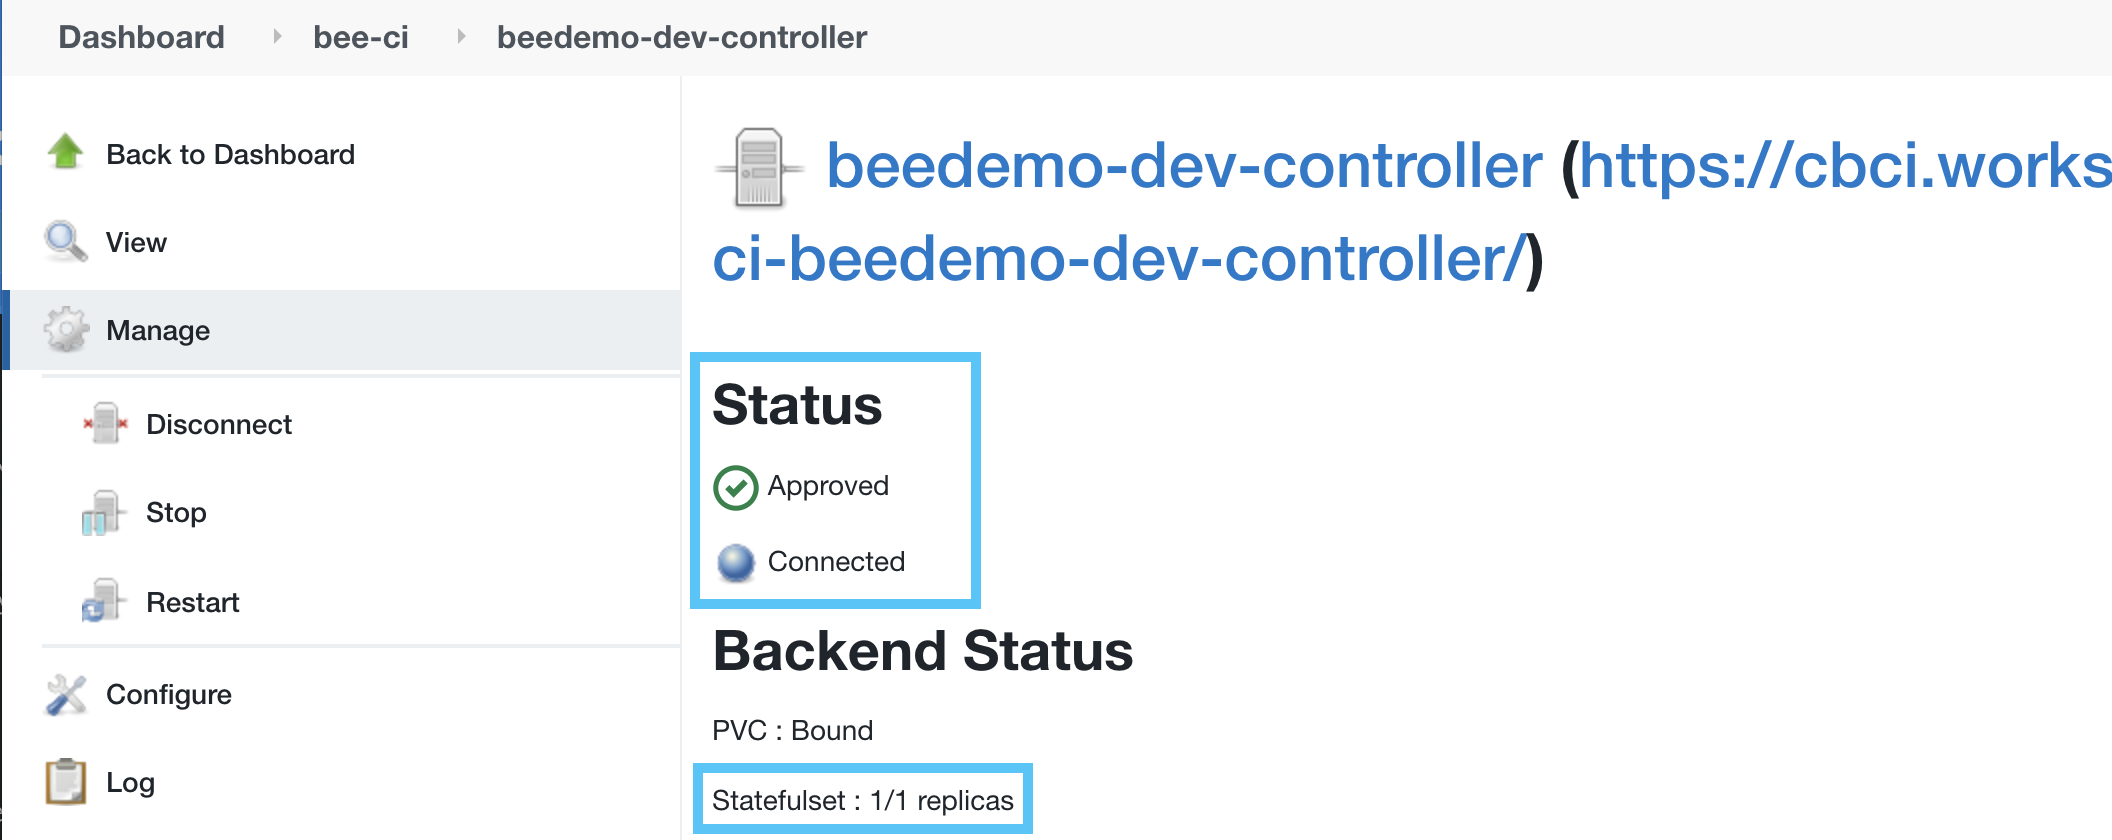 Dashboard bee-ci beedemo-dev-controller
Back to Dashboard
View
Manage
Disconnect
Stop
Restart
Configure
Log
beedemo-dev-controller (https://cbci.works
ci-beedemo-dev-controller/)
Status
Approved
Connected
Backend Status
PVC : Bound
Statefulset : 1/1 replicas